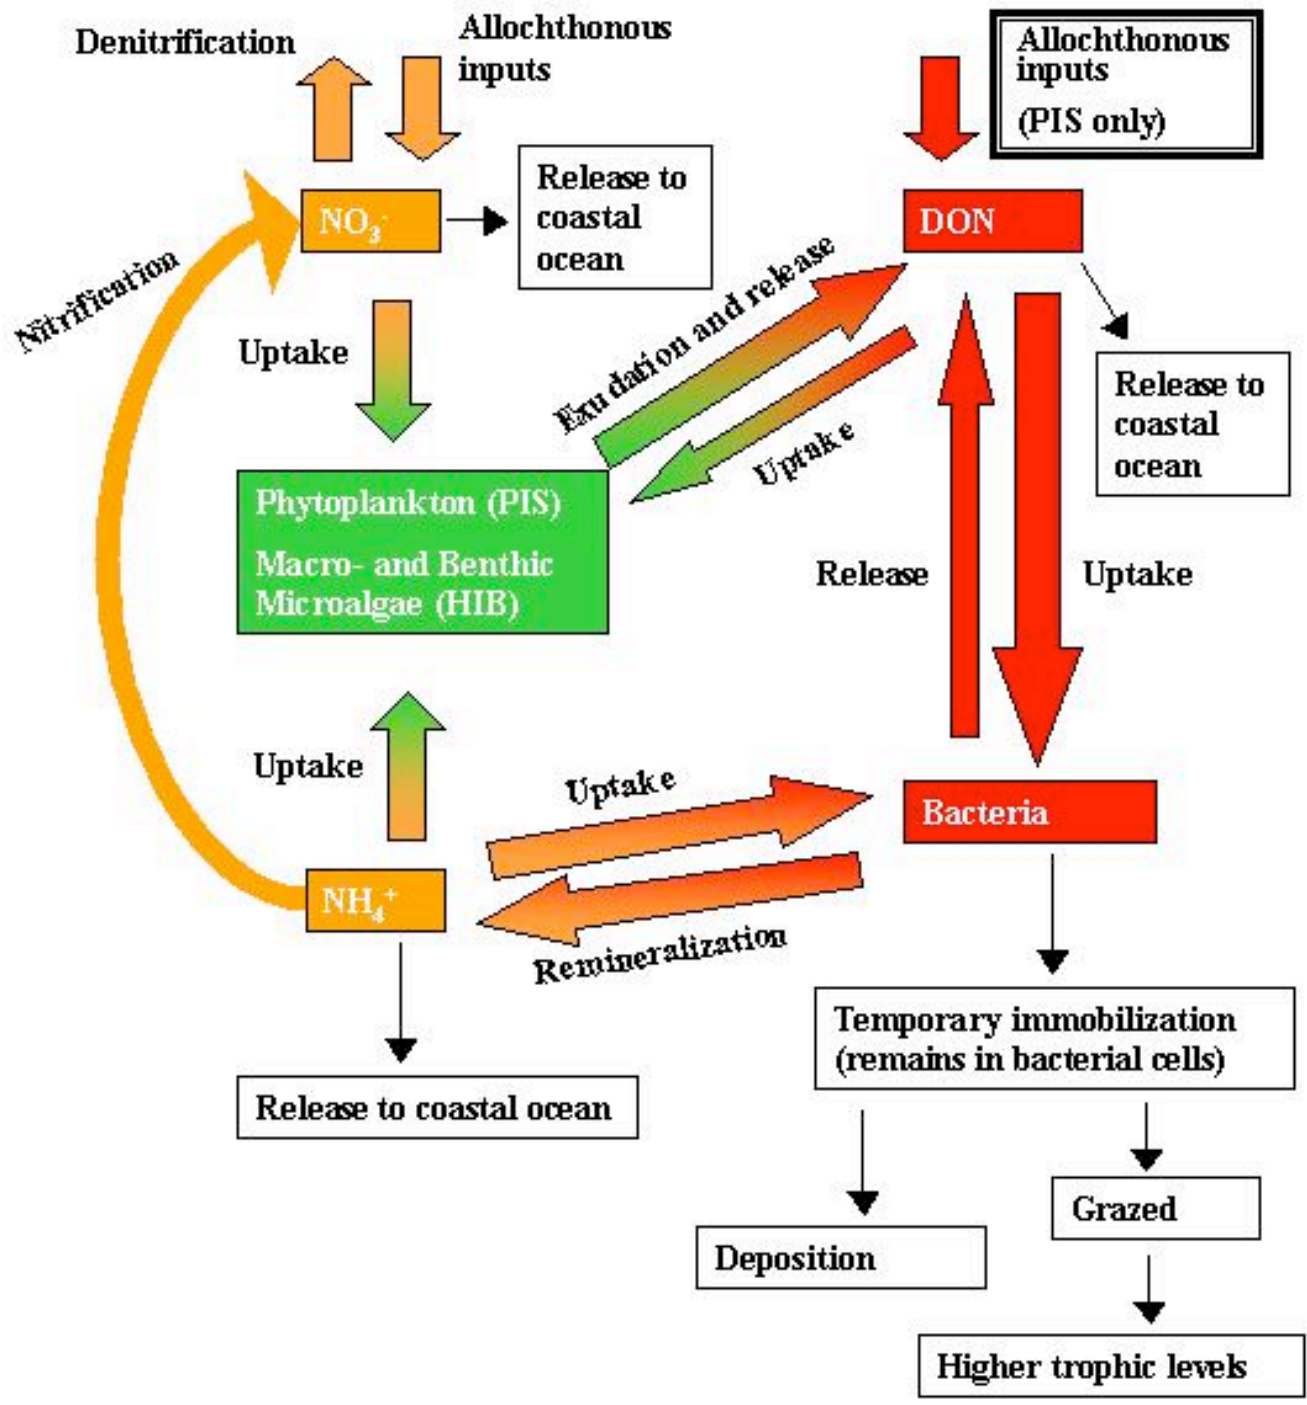 Denitrification
Allochthonous
inputs
Allochthonous
inputs
(PIS only)
NO₃⁻
Release to
coastal
ocean
DON
Nitrification
Uptake
Exudation and release
Uptake
Release to
coastal
ocean
Phytoplankton (PIS)
Macro- and Benthic
Microalgae (HIB)
Release
Uptake
Uptake
Uptake
Bacteria
NH₄⁺
Remineralization
Temporary immobilization
(remains in bacterial cells)
Release to coastal ocean
Grazed
Deposition
Higher trophic levels